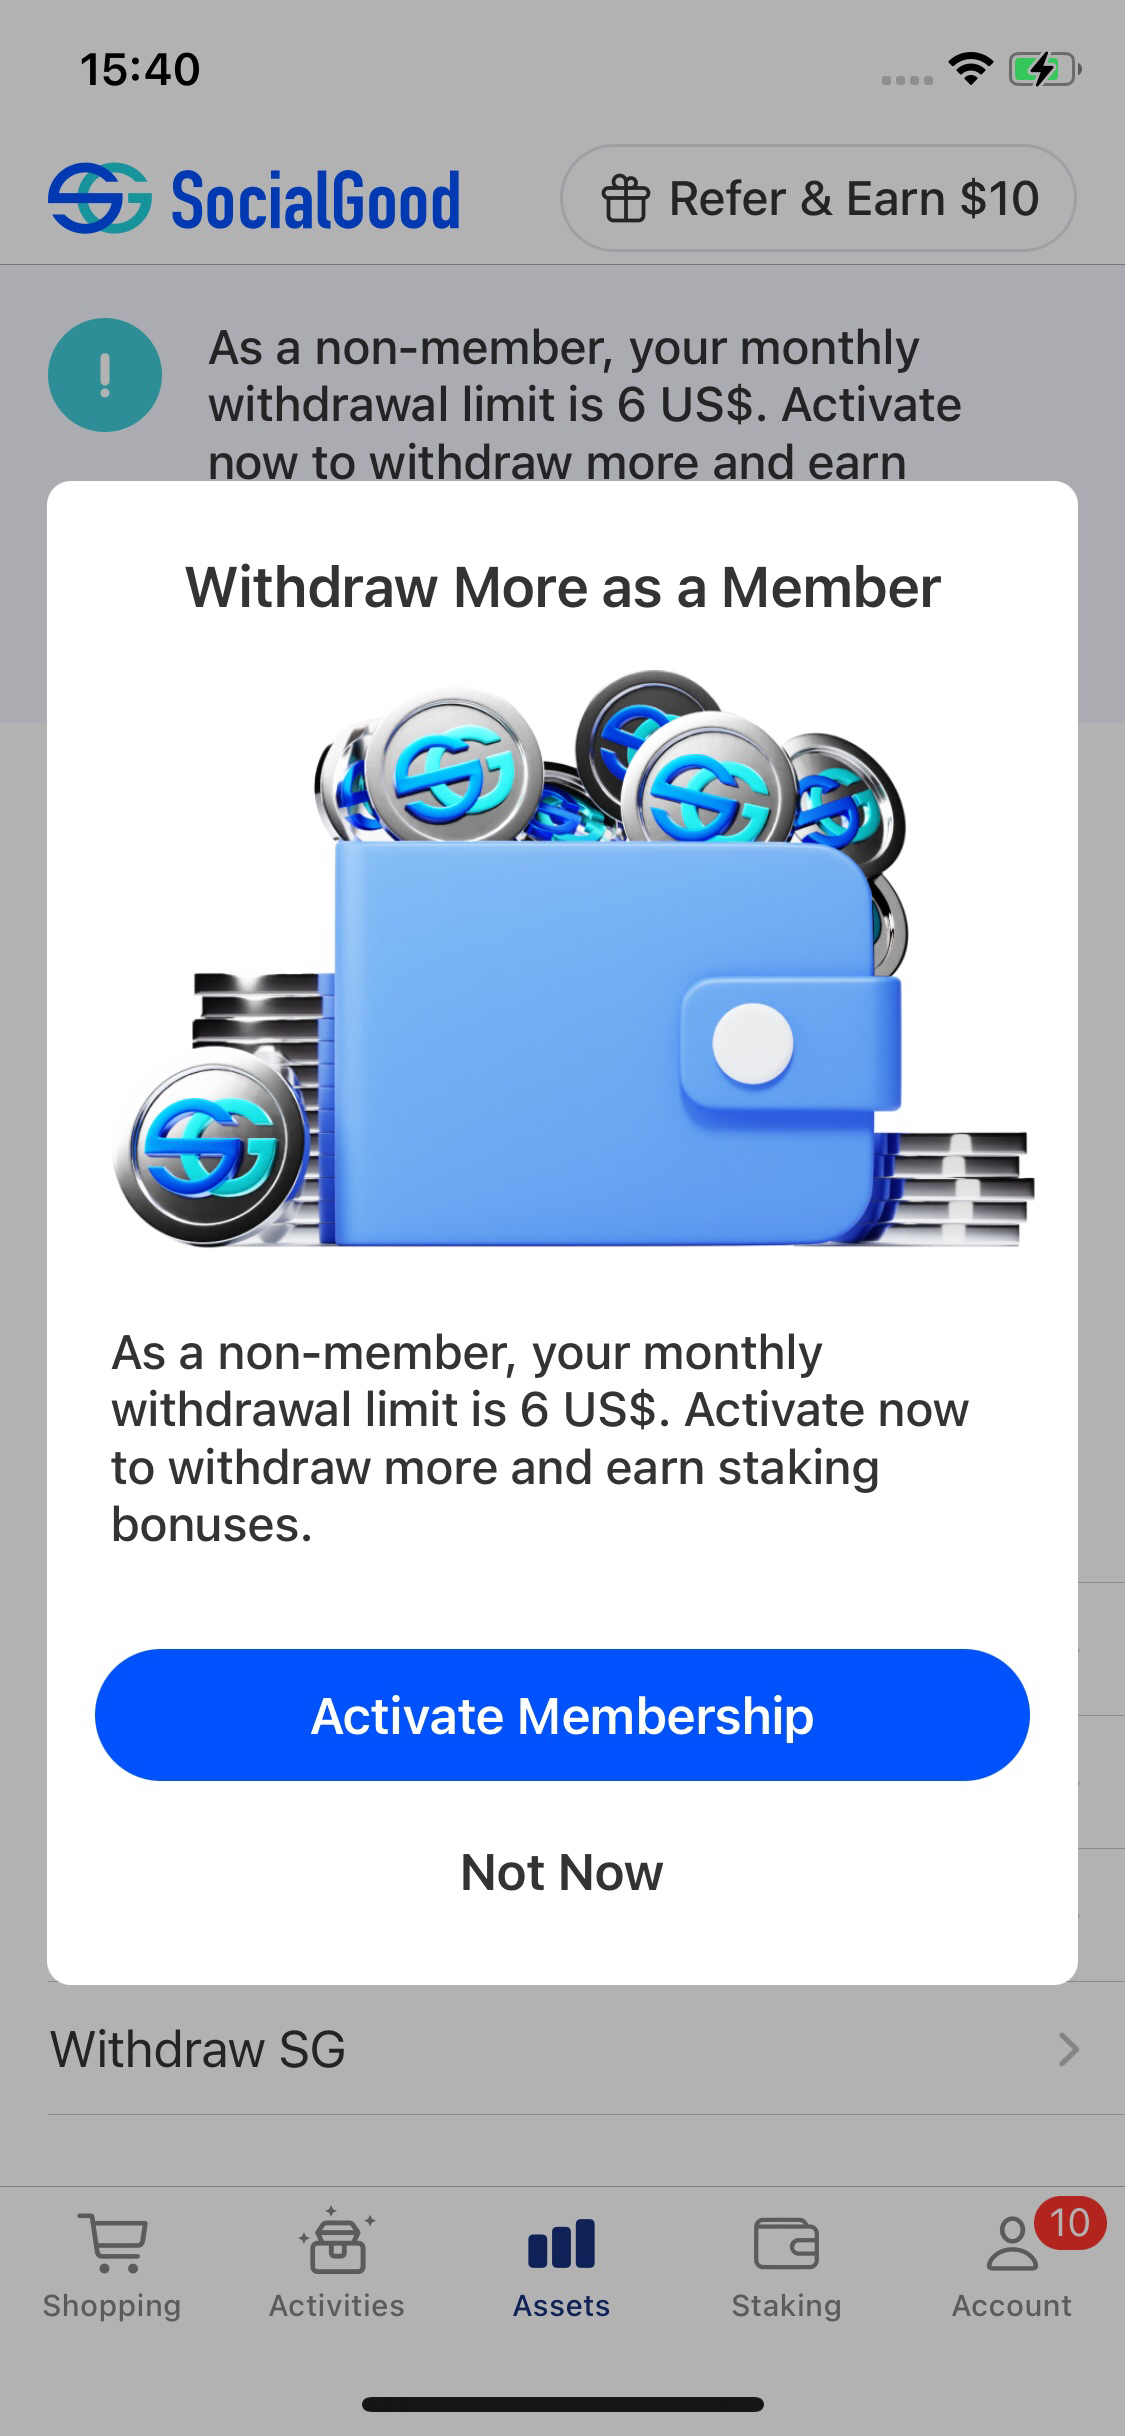 15:40
SocialGood
Refer & Earn $10
As a non-member, your monthly
withdrawal limit is 6 US$. Activate
now to withdraw more and earn
Withdraw More as a Member
As a non-member, your monthly
withdrawal limit is 6 US$. Activate now
to withdraw more and earn staking
bonuses.
Activate Membership
Not Now
Withdraw SG
10
Shopping
Activities
Assets
Staking
Account